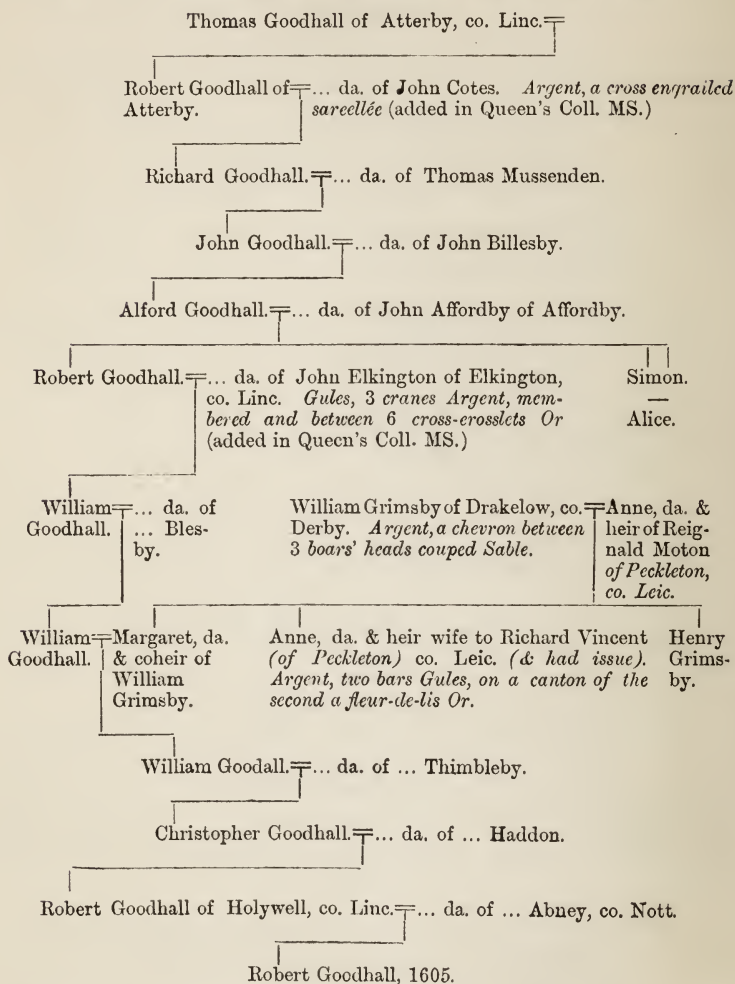 Thomas Goodhall of Atterby, co. Linc.
Robert Goodhall of
Atterby.
... da. of John Cotes. Argent, a cross engrailed
sarcellée (added in Queen's Coll. MS.)
Richard Goodhall.
... da. of Thomas Mussenden.
John Goodhall.
... da. of John Billesby.
Alford Goodhall.
... da. of John Affordby of Affordby.
Robert Goodhall.
... da. of John Elkington of Elkington,
co. Linc. Gules, 3 cranes Argent, mem-
bered and between 6 cross-crosslets Or
(added in Queen's Coll. MS.)
Simon.
—
Alice.
William
Goodhall.
... da. of
... Bles-
by.
William Grimsby of Drakelow, co.
Derby. Argent, a chevron between
3 boars' heads couped Sable.
Anne, da. &
heir of Reig-
nald Moton
of Peckleton,
co. Leic.
William
Goodhall.
Margaret, da.
& coheir of
William
Grimsby.
Anne, da. & heir wife to Richard Vincent
(of Peckleton) co. Leic. (& had issue).
Argent, two bars Gules, on a canton of the
second a fleur-de-lis Or.
Henry
Grims-
by.
William Goodall.
... da. of ... Thimbleby.
Christopher Goodhall.
... da. of ... Haddon.
Robert Goodhall of Holywell, co. Linc.
... da. of ... Abney, co. Nott.
Robert Goodhall, 1605.